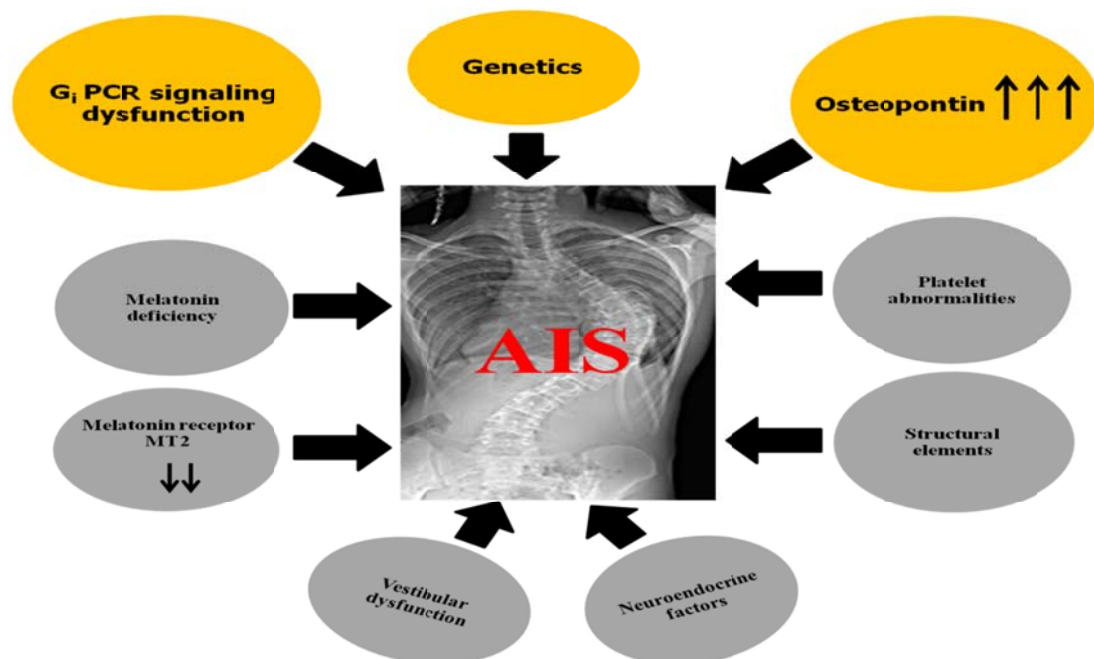 Genetics
G_i PCR signaling
dysfunction
Osteopontin ↑↑↑
Melatonin
deficiency
Platelet
abnormalities
AIS
Melatonin receptor
MT2
↓↓
Structural
elements
Vestibular
dysfunction
Neuroendocrine
factors